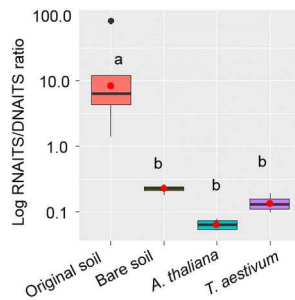 Log RNAITS/DNAITS ratio
100.0
10.0
1.0
0.1
a
b
b
b
Original soil
Bare soil
A. thaliana
T. aestivum